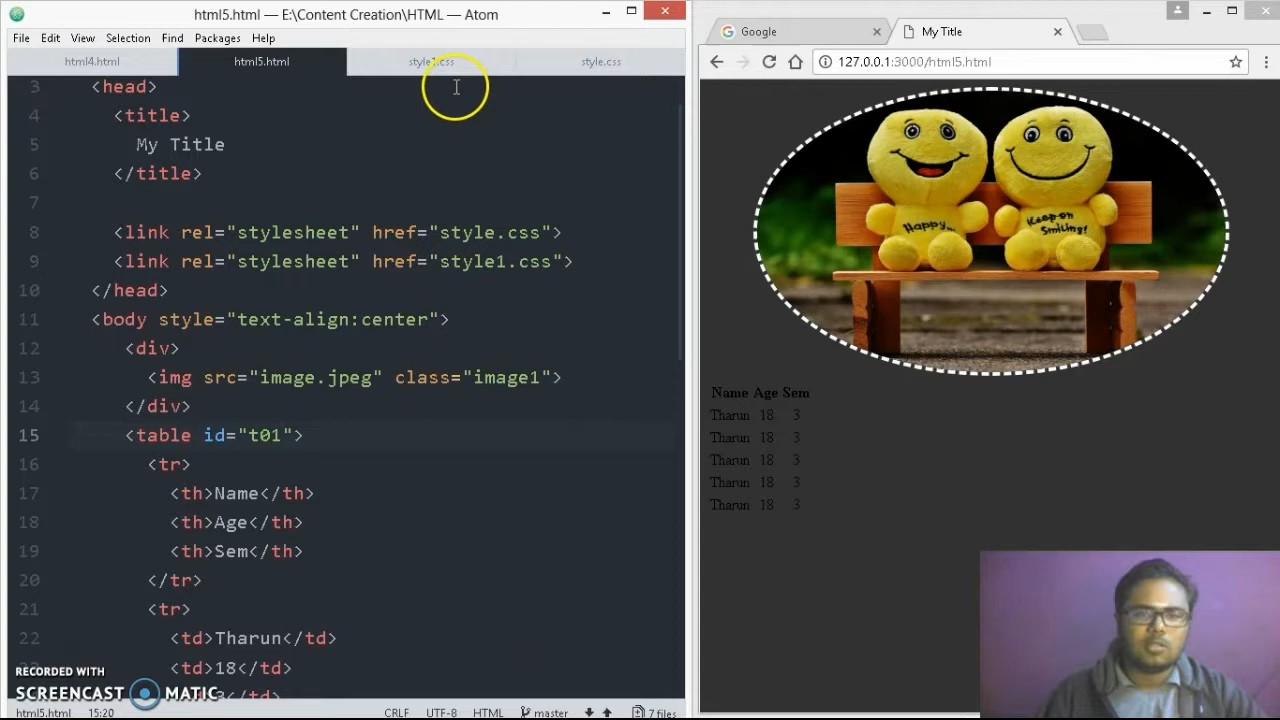 html5.html — E:\Content Creation\HTML — Atom
File Edit View Selection Find Packages Help
html4.html html5.html style1.css style.css
3 <head>
4 <title>
5 My Title
6 </title>
7
8 <link rel="stylesheet" href="style.css">
9 <link rel="stylesheet" href="style1.css">
10 </head>
11 <body style="text-align:center">
12 <div>
13 <img src="image.jpeg" class="image1">
14 </div>
15 <table id="t01">
16 <tr>
17 <th>Name</th>
18 <th>Age</th>
19 <th>Sem</th>
20 </tr>
21 <tr>
22 <td>Tharun</td>
<td>18</td>
RECORDED WITH
SCREENCAST MATIC
html5.html 15:20 CRLF UTF-8 HTML master 7 files
Google My Title
127.0.0.1:3000/html5.html
Happy...
Keep on
Smiling!
Name Age Sem
Tharun 18 3
Tharun 18 3
Tharun 18 3
Tharun 18 3
Tharun 18 3